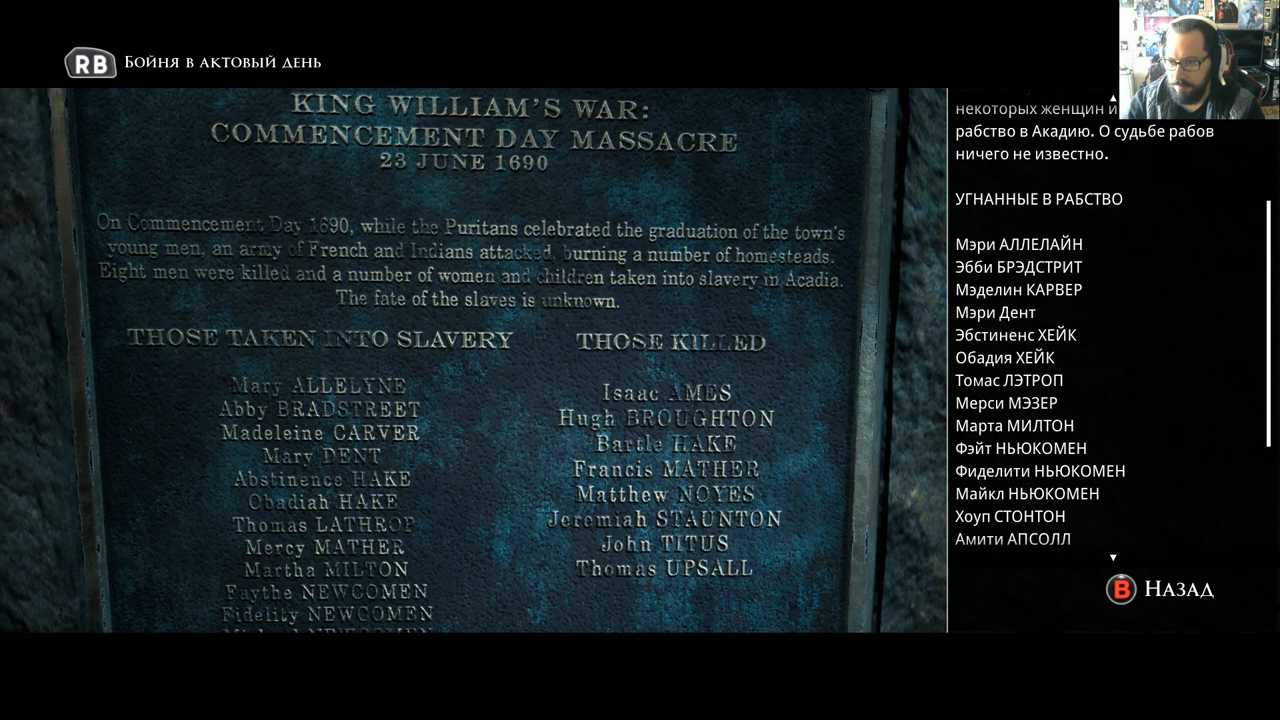 RB Бойня в актовый день
KING WILLIAM'S WAR:
COMMENCEMENT DAY MASSACRE
23 JUNE 1690
On Commencement Day 1690, while the Puritans celebrated the graduation of the town's
young men, an army of French and Indians attacked, burning a number of homesteads.
Eight men were killed and a number of women and children taken into slavery in Acadia.
The fate of the slaves is unknown.
THOSE TAKEN INTO SLAVERY
Mary ALLELYNE
Abby BRADSTREET
Madeleine CARVER
Mary DENT
Abstinence HAKE
Obadiah HAKE
Thomas LATHROP
Mercy MATHER
Martha MILTON
Faythe NEWCOMEN
Fidelity NEWCOMEN
Michael NEWCOMEN
THOSE KILLED
Isaac AMES
Hugh BROUGHTON
Bartle HAKE
Francis MATHER
Matthew NOYES
Jeremiah STAUNTON
John TITUS
Thomas UPSALL
некоторых женщин и
рабство в Акадию. О судьбе рабов
ничего не известно.
УГНАННЫЕ В РАБСТВО
Мэри АЛЛЕЛАЙН
Эбби БРЭДСТРИТ
Мэделин КАРВЕР
Мэри Дент
Эбстиненс ХЕЙК
Обадия ХЕЙК
Томас ЛЭТРОП
Мерси МЭЗЕР
Марта МИЛТОН
Фэйт НЬЮКОМЕН
Фиделити НЬЮКОМЕН
Майкл НЬЮКОМЕН
Хоуп СТОНТОН
Амити АПСОЛЛ
B Назад